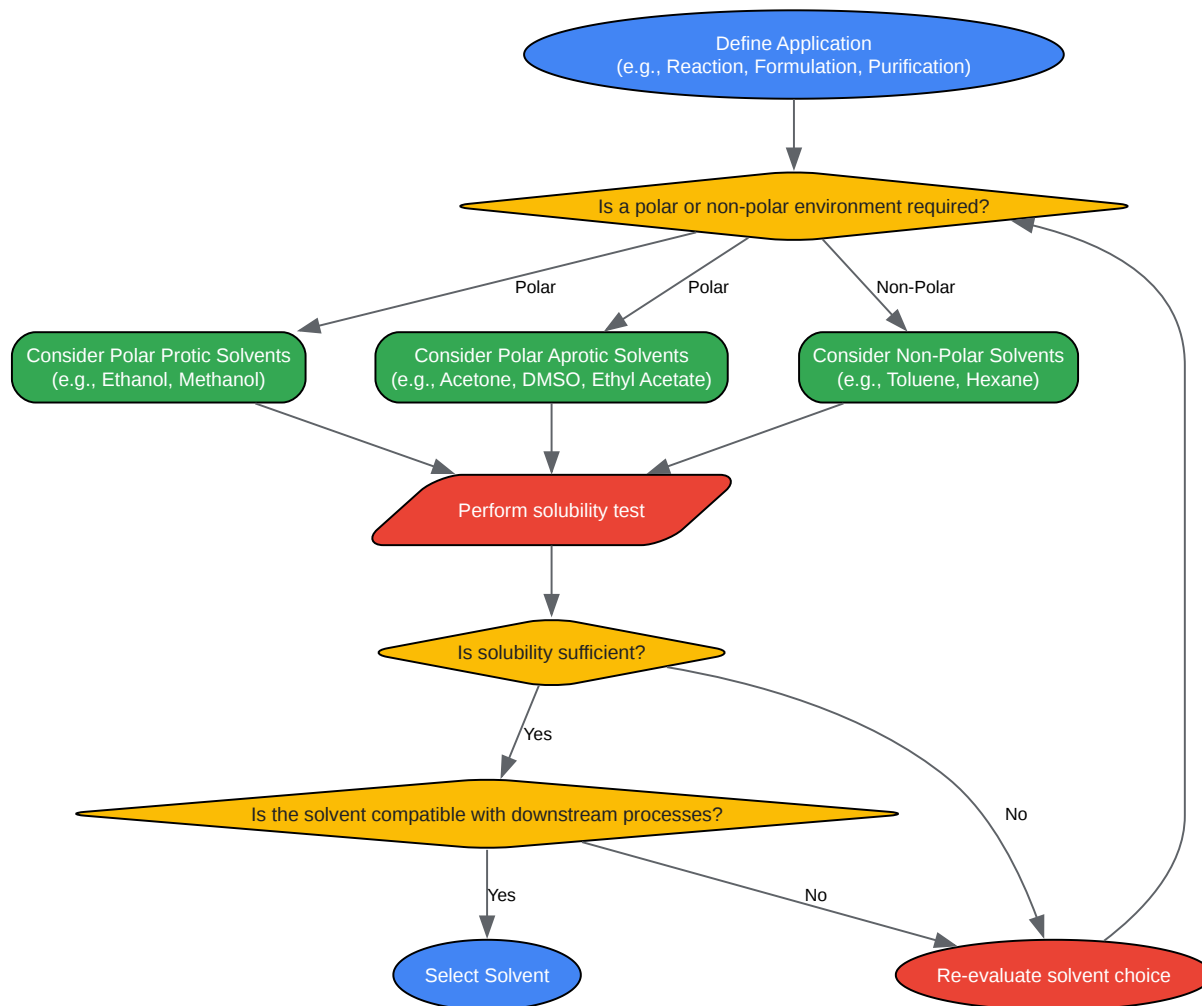 Define Application
(e.g., Reaction, Formulation, Purification)
Is a polar or non-polar environment required?
Polar
Polar
Non-Polar
Consider Polar Protic Solvents
(e.g., Ethanol, Methanol)
Consider Polar Aprotic Solvents
(e.g., Acetone, DMSO, Ethyl Acetate)
Consider Non-Polar Solvents
(e.g., Toluene, Hexane)
Perform solubility test
Is solubility sufficient?
Yes
No
Is the solvent compatible with downstream processes?
Yes
No
Select Solvent
Re-evaluate solvent choice